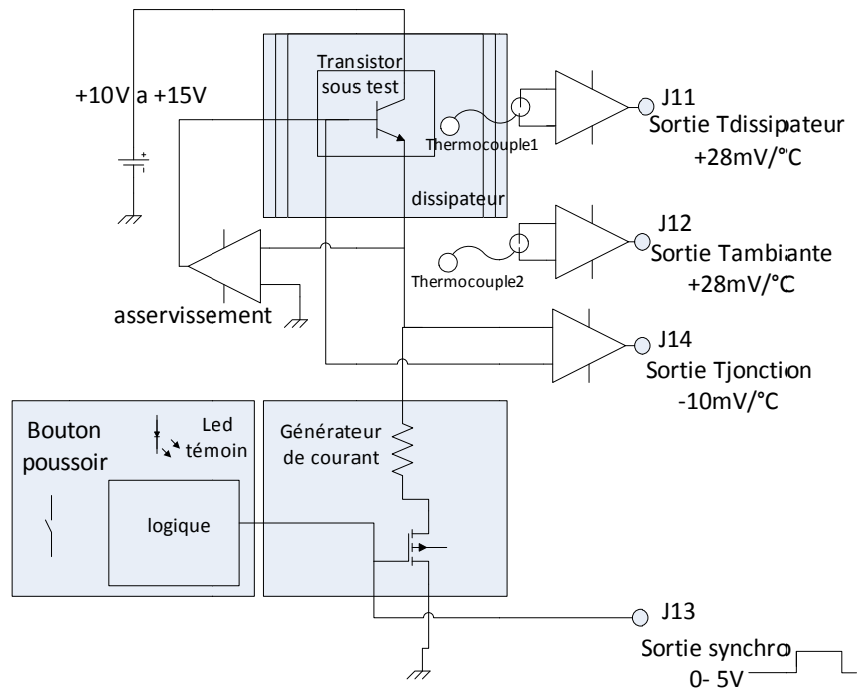 Transistor
sous test
+10V a +15V
Thermocouple1
dissipateur
J11
Sortie Tdissipateur
+28mV/°C
Thermocouple2
J12
Sortie Tambiante
+28mV/°C
asservissement
J14
Sortie Tjonction
-10mV/°C
Bouton
poussoir
Led
témoin
logique
Générateur
de courant
J13
Sortie synchro
0- 5V
+
-